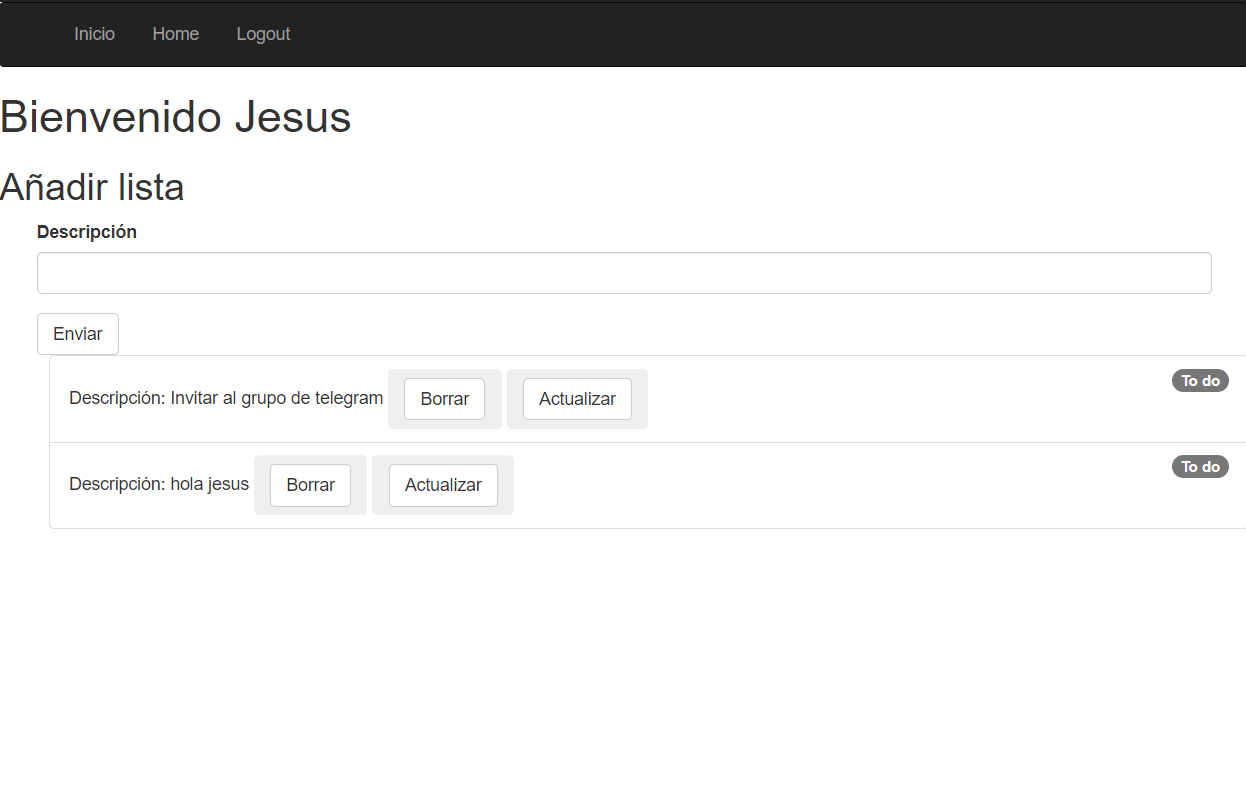 Inicio Home Logout
Bienvenido Jesus
Añadir lista
Descripción
Enviar
Descripción: Invitar al grupo de telegram Borrar Actualizar To do
Descripción: hola jesus Borrar Actualizar To do